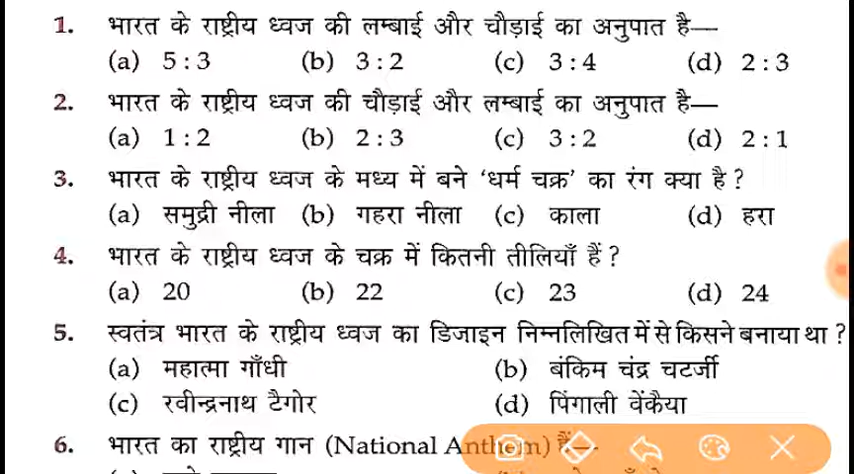 1. भारत के राष्ट्रीय ध्वज की लम्बाई और चौड़ाई का अनुपात है—
(a) 5 : 3 (b) 3 : 2 (c) 3 : 4 (d) 2 : 3
2. भारत के राष्ट्रीय ध्वज की चौड़ाई और लम्बाई का अनुपात है—
(a) 1 : 2 (b) 2 : 3 (c) 3 : 2 (d) 2 : 1
3. भारत के राष्ट्रीय ध्वज के मध्य में बने ‘धर्म चक्र’ का रंग क्या है ?
(a) समुद्री नीला (b) गहरा नीला (c) काला (d) हरा
4. भारत के राष्ट्रीय ध्वज के चक्र में कितनी तीलियाँ हैं ?
(a) 20 (b) 22 (c) 23 (d) 24
5. स्वतंत्र भारत के राष्ट्रीय ध्वज का डिजाइन निम्नलिखित में से किसने बनाया था ?
(a) महात्मा गाँधी (b) बंकिम चंद्र चटर्जी
(c) रवीन्द्रनाथ टैगोर (d) पिंगाली वेंकैया
6. भारत का राष्ट्रीय गान (National Anthem) है—